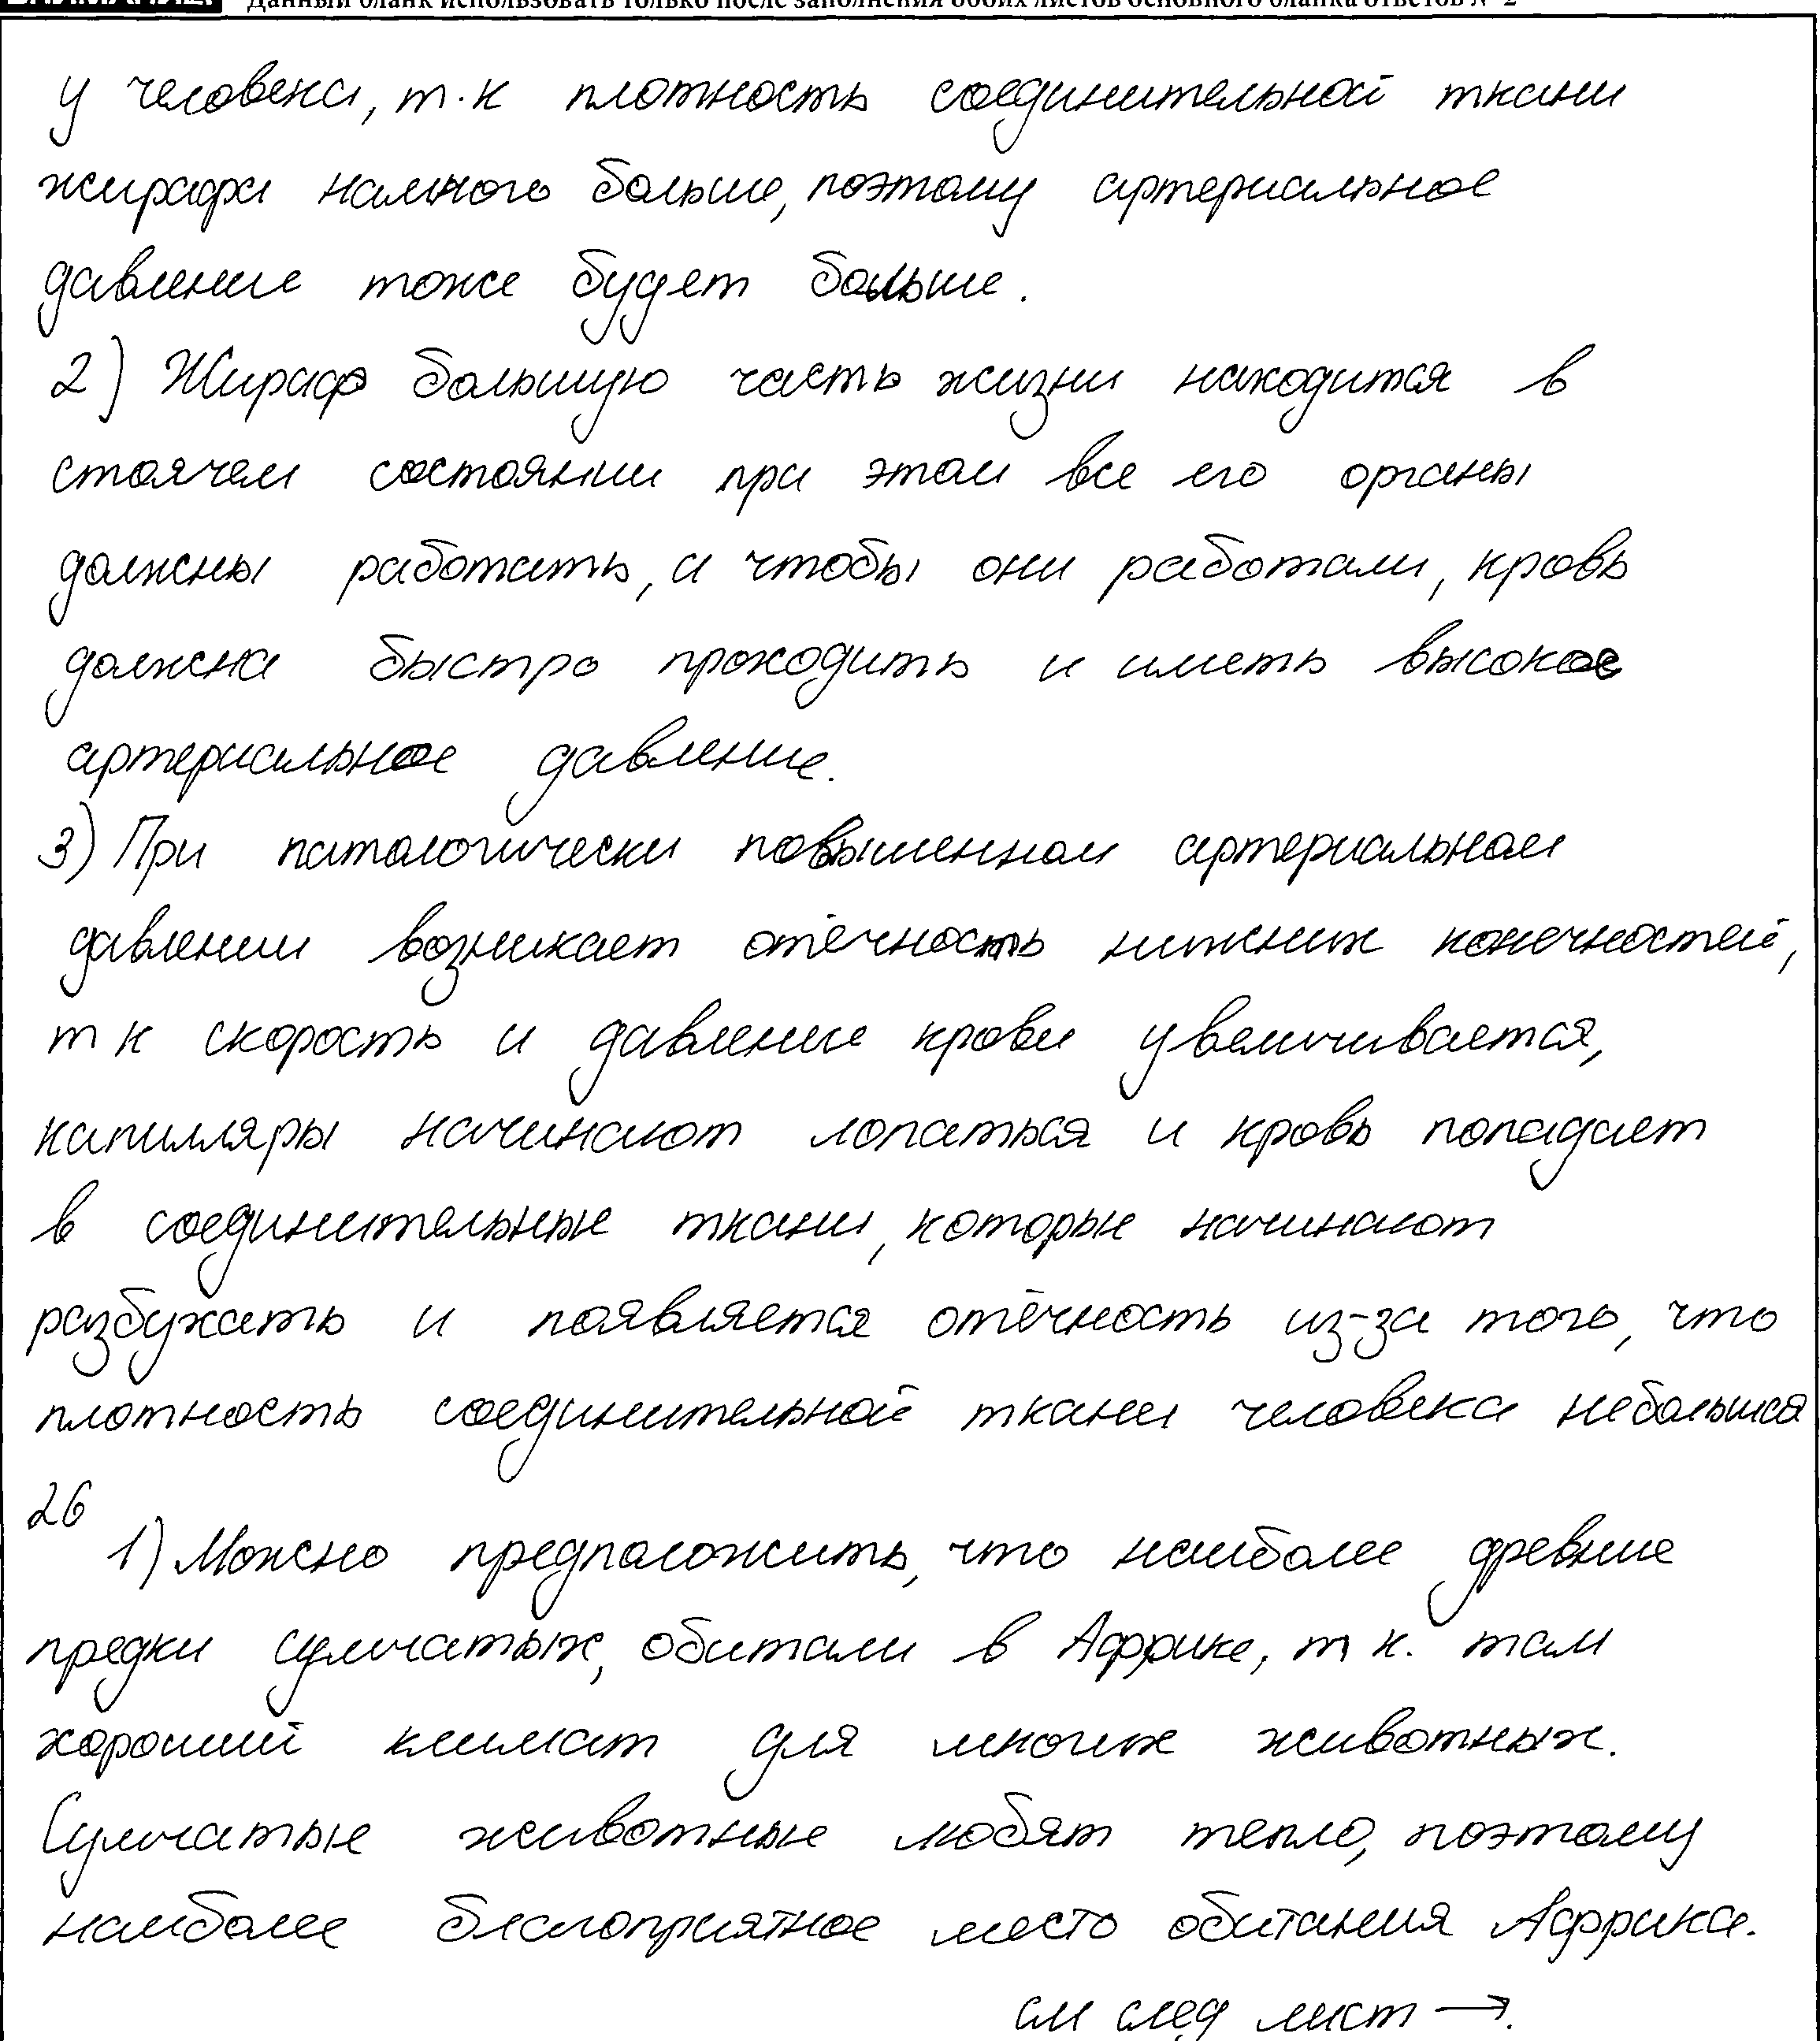 Данный бланк использовать только после заполнения обоих листов основного бланка ответов № 2
у человека, т.к плотность соединительной ткани
жирафа намного больше, поэтому артериальное
давление тоже будет больше.
2) Жираф большую часть жизни находится в
стоячем состоянии при этом все его органы
должны работать, а чтобы они работали, кровь
должна быстро проходить и иметь высокое
артериальное давление.
3) При патологически повышенном артериальном
давлении возникает отёчность нижних конечностей,
т к скорость и давление крови увеличивается,
капилляры начинают лопаться и кровь попадает
в соединительные ткани, которые начинают
разбухать и появляется отёчность из-за того, что
плотность соединительной ткани человека небольшая
26
1) Можно предположить, что наиболее древние
предки сумчатых, обитали в Африке, т к. там
хороший климат для многих животных.
Сумчатые животные любят тепло, поэтому
наиболее благоприятное место обитания Африка.
см след лист →.